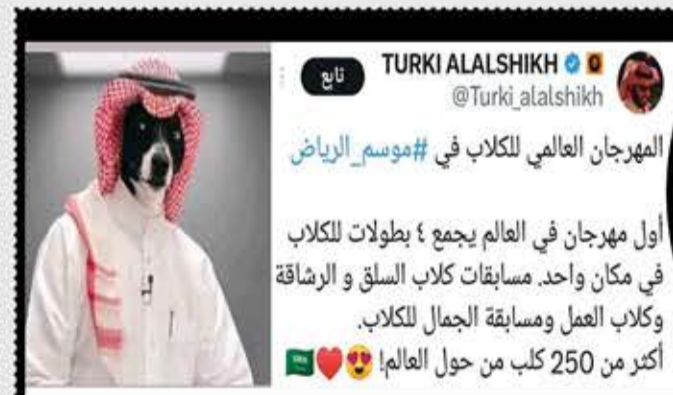 TURKI ALALSHIKH
@Turki_alalshikh
تابع
المهرجان العالمي للكلاب في #موسم_الرياض
أول مهرجان في العالم يجمع ٤ بطولات للكلاب
في مكان واحد. مسابقات كلاب السلق و الرشاقة
وكلاب العمل ومسابقة الجمال للكلاب.
أكثر من 250 كلب من حول العالم! 😍❤️🇸🇦